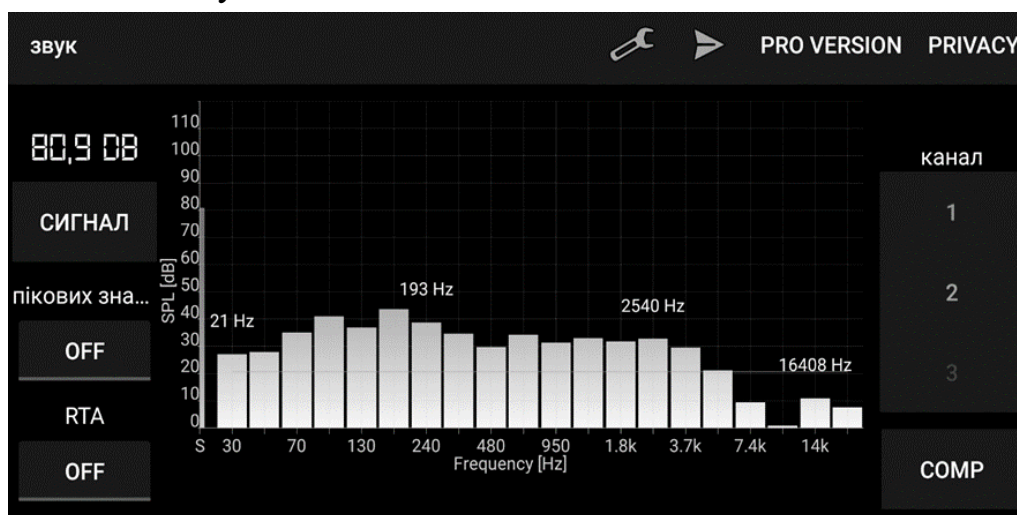 звук PRO VERSION PRIVACY
80,9 DB
СИГНАЛ
пікових зна...
OFF
RTA
OFF
SPL [dB]
110
100
90
80
70
60
50
40
30
20
10
0
21 Hz
193 Hz
2540 Hz
16408 Hz
S 30 70 130 240 480 950 1.8k 3.7k 7.4k 14k
Frequency [Hz]
канал
1
2
3
COMP